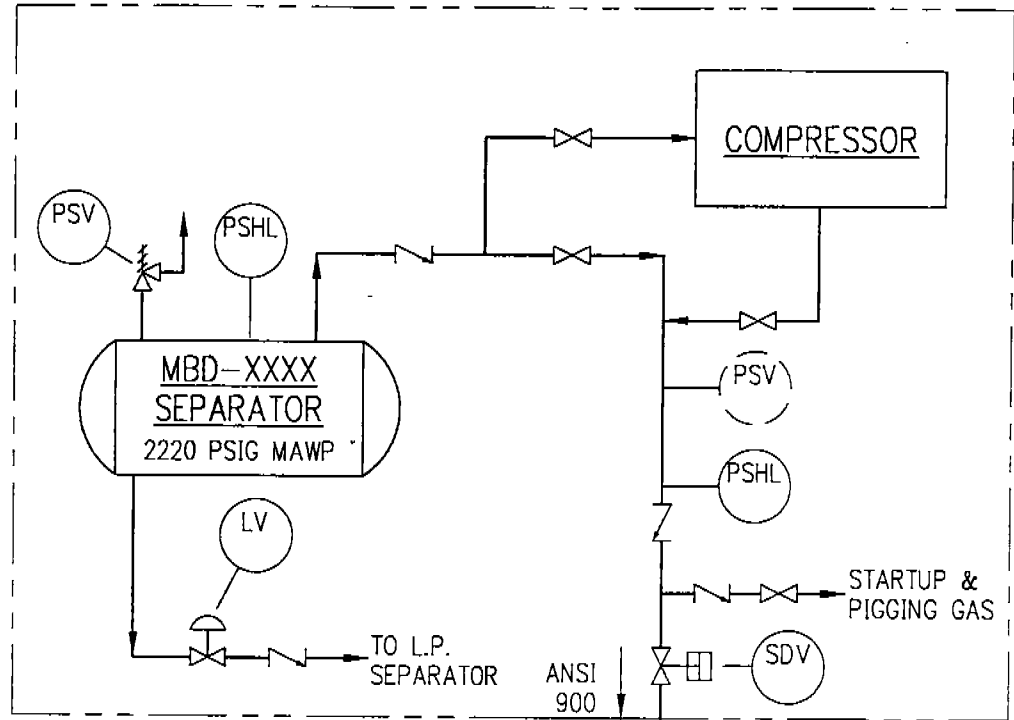 COMPRESSOR
PSV
PSHL
MBD-XXXX
SEPARATOR
2220 PSIG MAWP
PSV
PSHL
LV
STARTUP &
PIGGING GAS
TO L.P.
SEPARATOR
ANSI
900
SDV